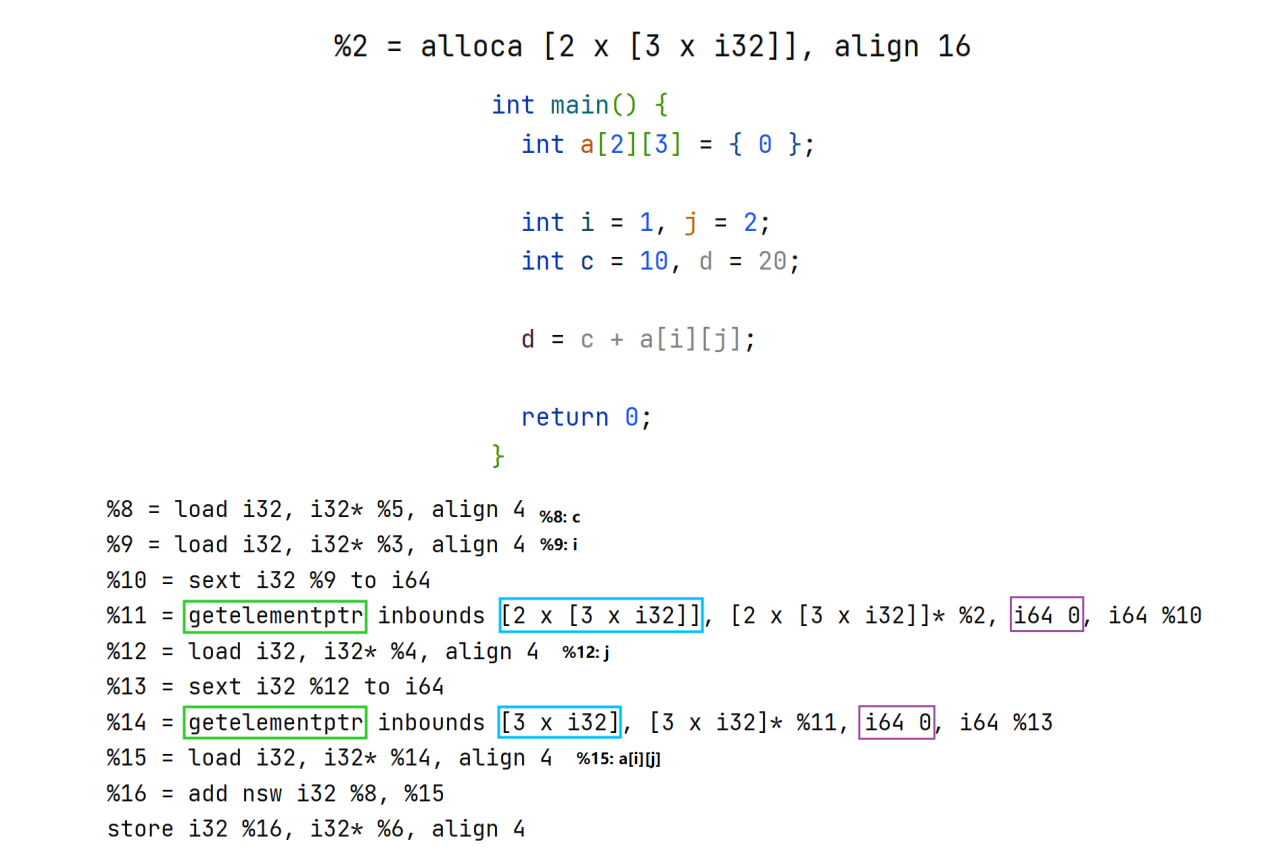 %2 = alloca [2 x [3 x i32]], align 16
int main() {
int a[2][3] = { 0 };
int i = 1, j = 2;
int c = 10, d = 20;
d = c + a[i][j];
return 0;
}
%8 = load i32, i32* %5, align 4 %8: c
%9 = load i32, i32* %3, align 4 %9: i
%10 = sext i32 %9 to i64
%11 = getelementptr inbounds [2 x [3 x i32]], [2 x [3 x i32]]* %2, i64 0, i64 %10
%12 = load i32, i32* %4, align 4 %12: j
%13 = sext i32 %12 to i64
%14 = getelementptr inbounds [3 x i32], [3 x i32]* %11, i64 0, i64 %13
%15 = load i32, i32* %14, align 4 %15: a[i][j]
%16 = add nsw i32 %8, %15
store i32 %16, i32* %6, align 4